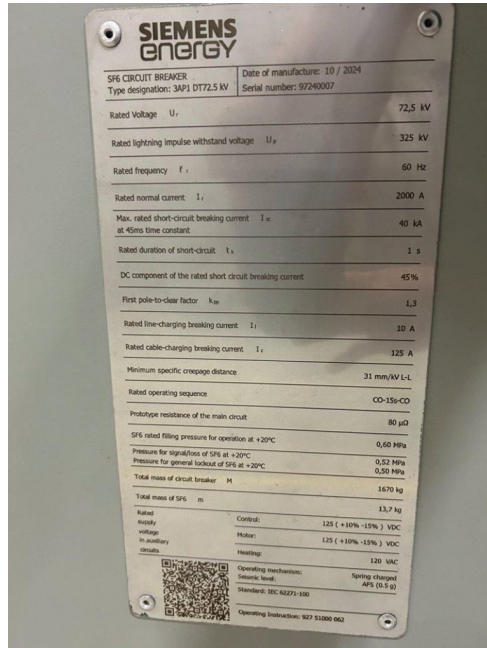 SIEMENS
energy
SF6 CIRCUIT BREAKER
Type designation: 3AP1 DT72.5 kV
Date of manufacture: 10 / 2024
Serial number: 97240007
Rated Voltage Ur 72,5 kV
Rated lightning impulse withstand voltage Up 325 kV
Rated frequency fr 60 Hz
Rated normal current Ir 2000 A
Max. rated short-circuit breaking current Isc
at 45ms time constant 40 kA
Rated duration of short-circuit tk 1 s
DC component of the rated short circuit breaking current 45%
First pole-to-clear factor kpp 1,3
Rated line-charging breaking current Il 10 A
Rated cable-charging breaking current Ic 125 A
Minimum specific creepage distance 31 mm/kV L-L
Rated operating sequence CO-15s-CO
Prototype resistance of the main circuit 80 µΩ
SF6 rated filling pressure for operation at +20°C 0,60 MPa
Pressure for signal/loss of SF6 at +20°C 0,52 MPa
Pressure for general lockout of SF6 at +20°C 0,50 MPa
Total mass of circuit breaker M 1670 kg
Total mass of SF6 m 13,7 kg
Rated
supply
voltage
in auxiliary
circuits
Control: 125 ( +10% -15% ) VDC
Motor: 125 ( +10% -15% ) VDC
Heating: 120 VAC
Operating mechanism: Spring charged
Seismic level: AF5 (0.5 g)
Standard: IEC 62271-100
Operating Instruction: 927 51000 062